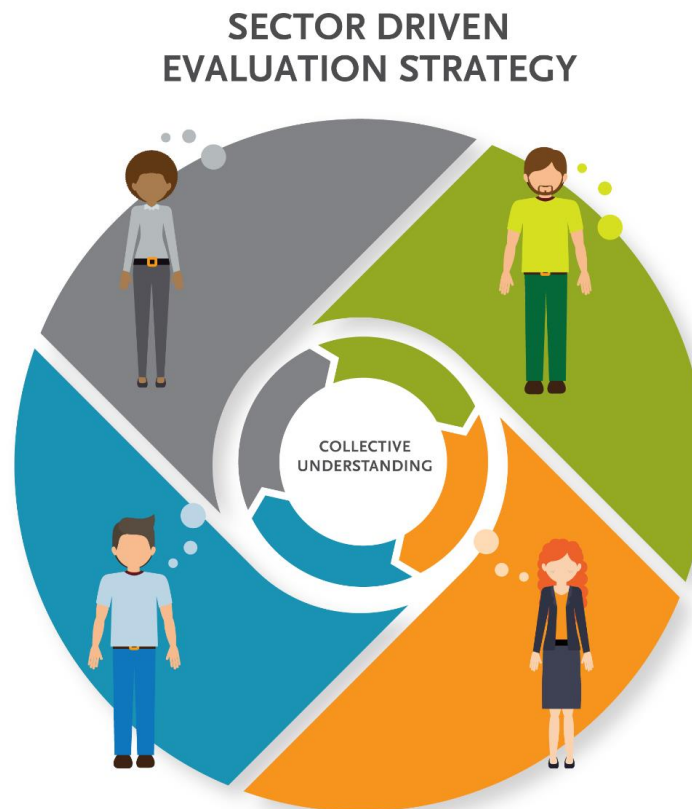 SECTOR DRIVEN
EVALUATION STRATEGY
COLLECTIVE
UNDERSTANDING